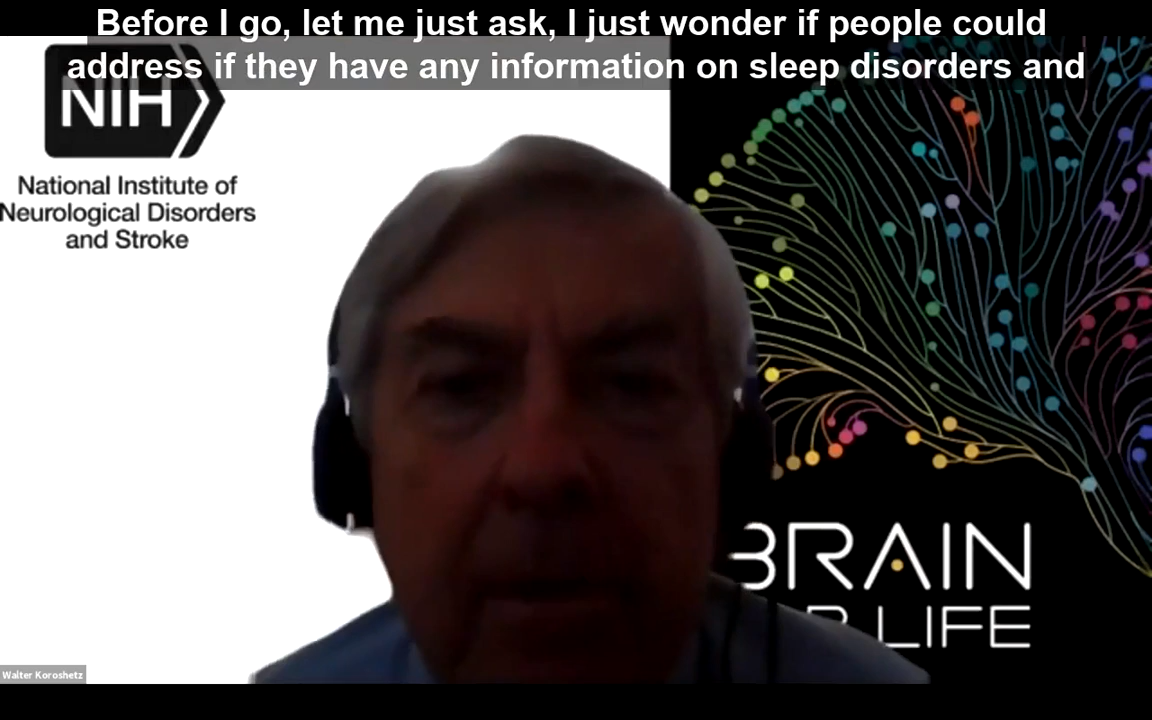 Before I go, let me just ask, I just wonder if people could
address if they have any information on sleep disorders and
NIH
National Institute of
Neurological Disorders
and Stroke
BRAIN
LIFE
Walter Koroshetz